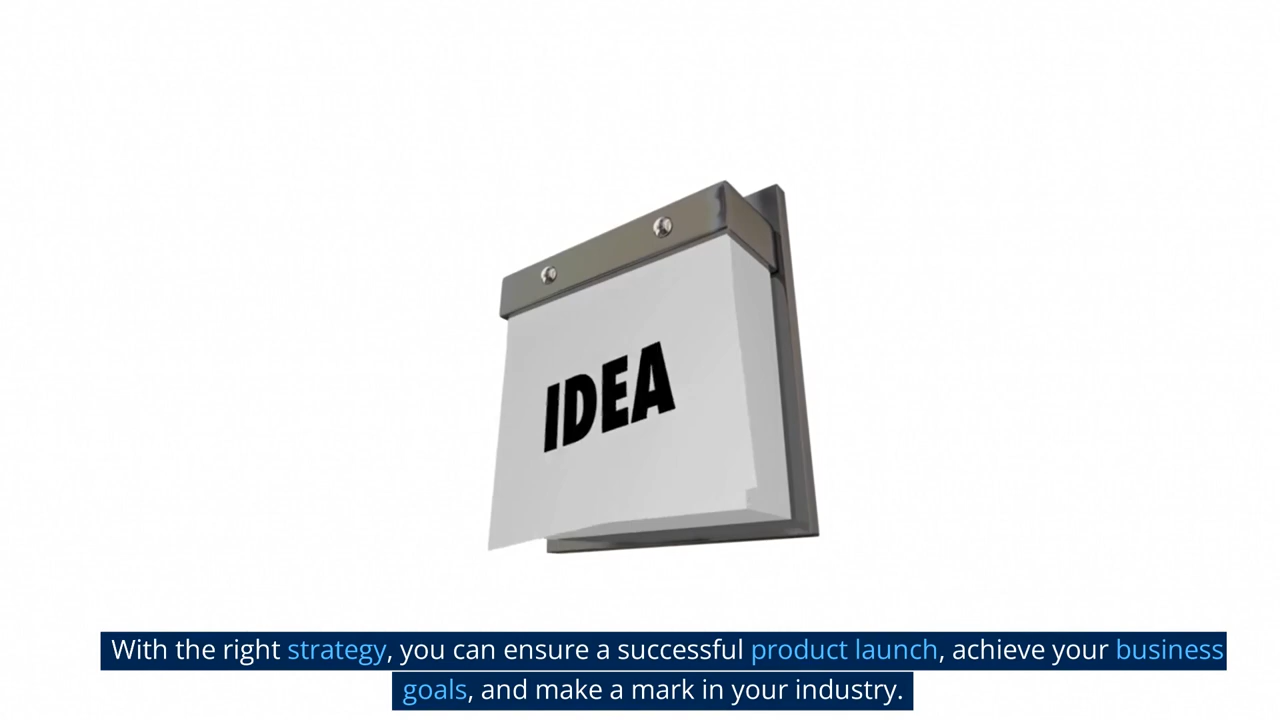 IDEA
With the right strategy, you can ensure a successful product launch, achieve your business
goals, and make a mark in your industry.